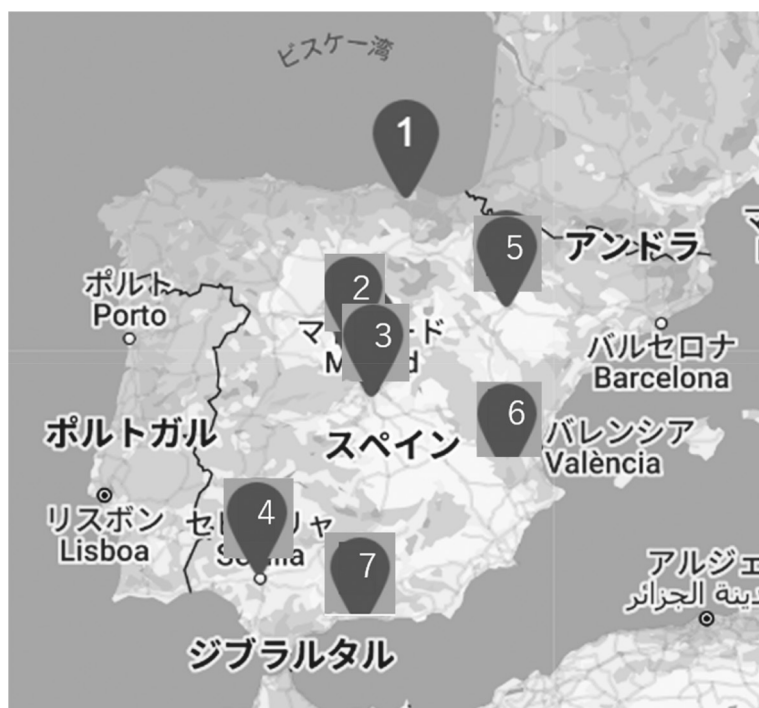 ビスケー湾
1
5
アンドラ
ポルト
Porto
2
3
バルセロナ
Barcelona
ポルトガル
スペイン
6
バレンシア
València
リスボン
Lisboa
4
7
アルジェ
دينة الجزائر
ジブラルタル